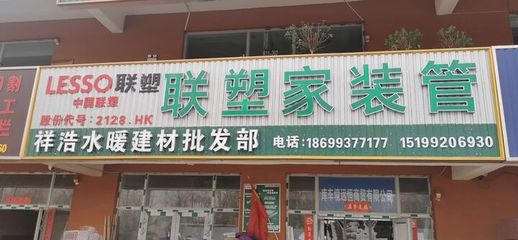 LESSO联塑
中国联塑
股份代号：2128.HK
联塑家装管
祥浩水暖建材批发部
电话：18699377177 15199206930